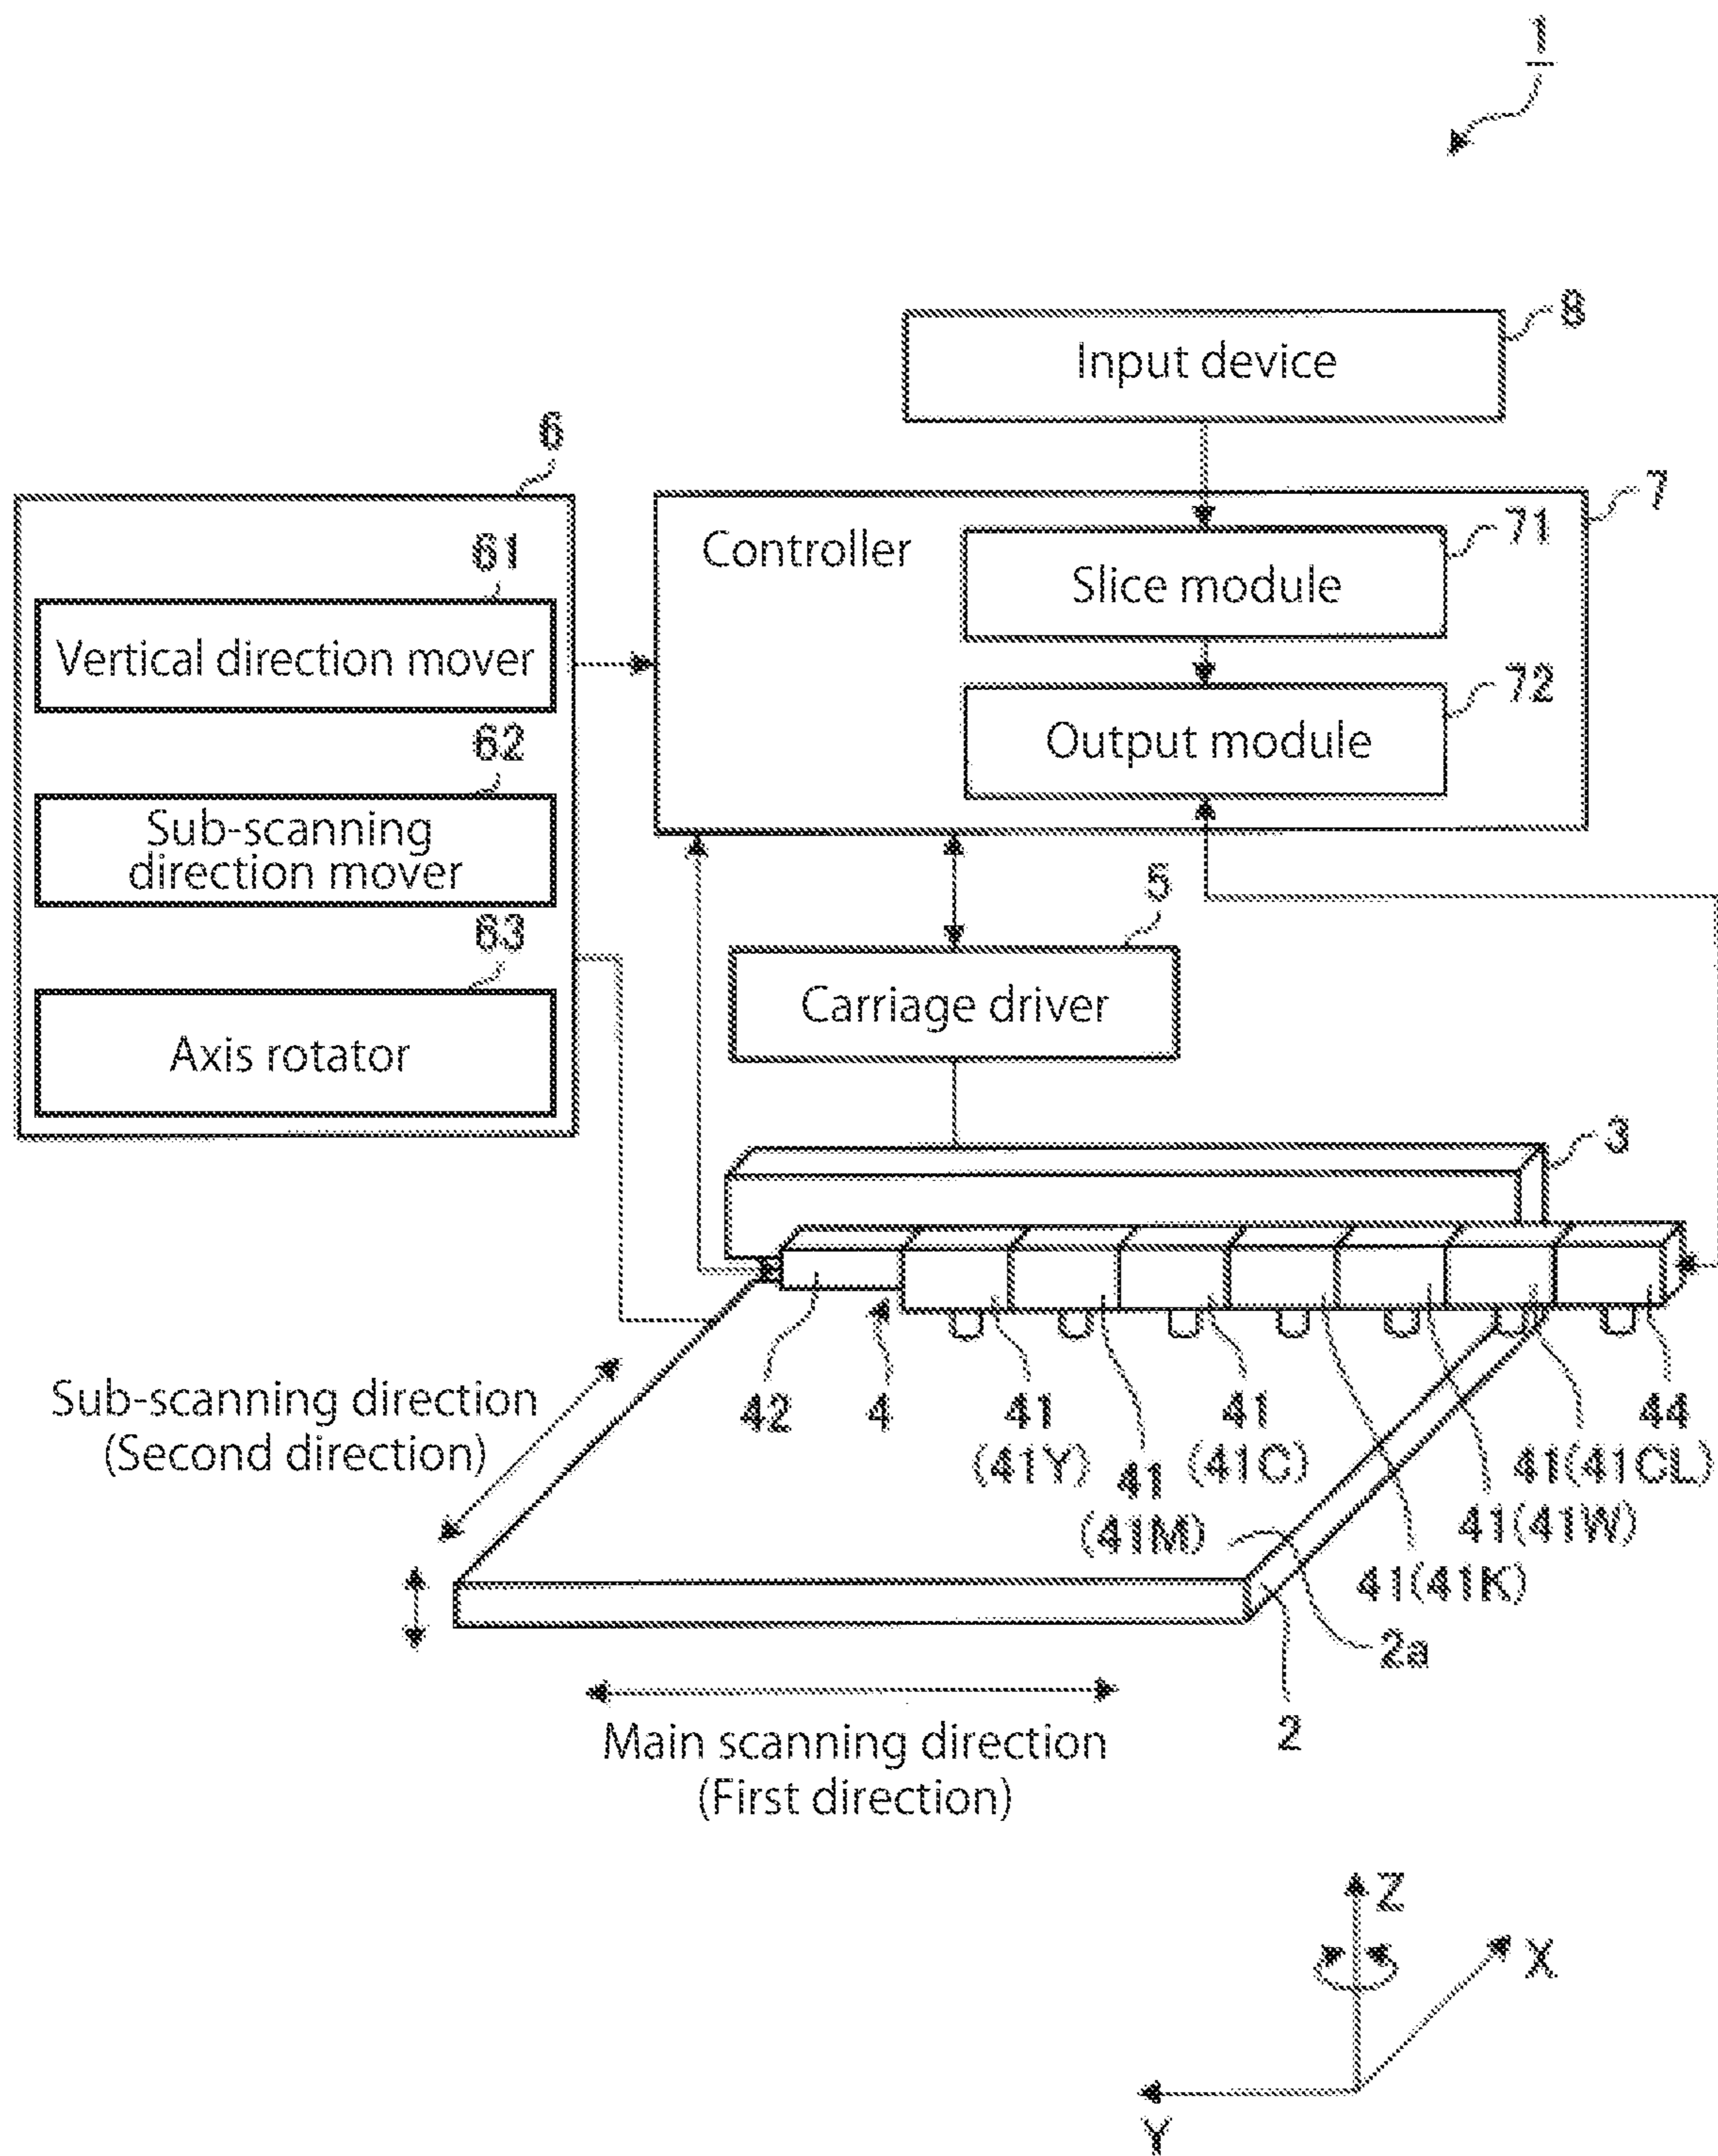 1
8
Input device
6
7
Controller
71
Slice module
61
Vertical direction mover
72
Output module
62
Sub-scanning
direction mover
5
63
Carriage driver
Axis rotator
3
Sub-scanning direction
(Second direction)
42
4
41
(41Y)
41
(41M)
41
(41C)
41(41K)
41(41W)
41(41CL)
44
2a
2
Main scanning direction
(First direction)
Z
X
Y